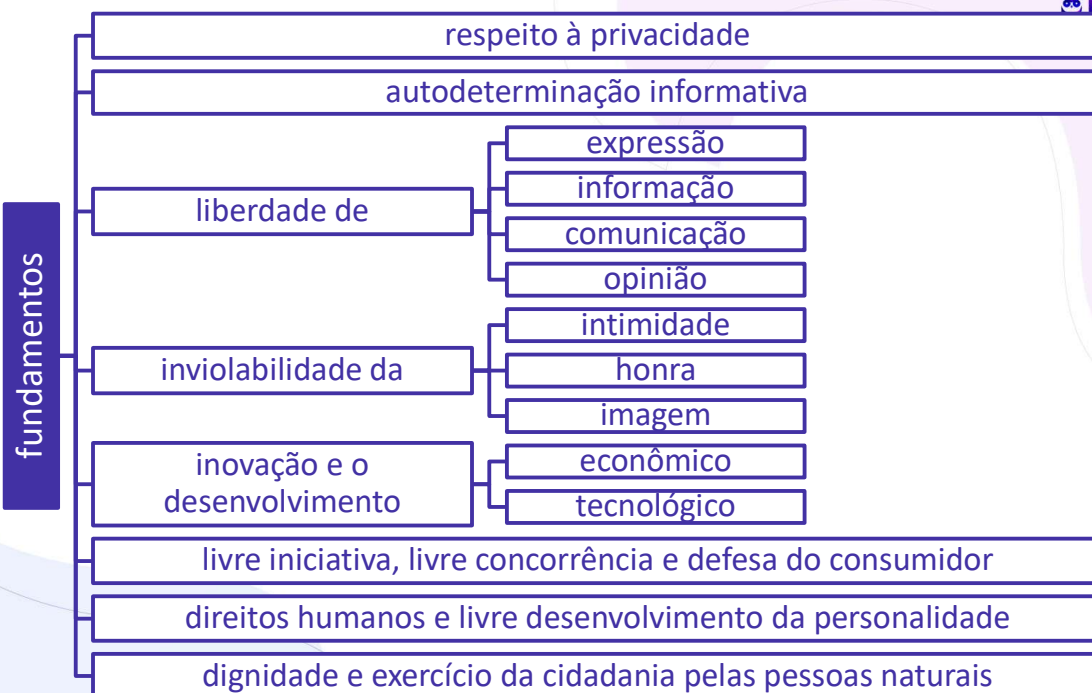 fundamentos
respeito à privacidade
autodeterminação informativa
liberdade de
expressão
informação
comunicação
opinião
inviolabilidade da
intimidade
honra
imagem
inovação e o
desenvolvimento
econômico
tecnológico
livre iniciativa, livre concorrência e defesa do consumidor
direitos humanos e livre desenvolvimento da personalidade
dignidade e exercício da cidadania pelas pessoas naturais